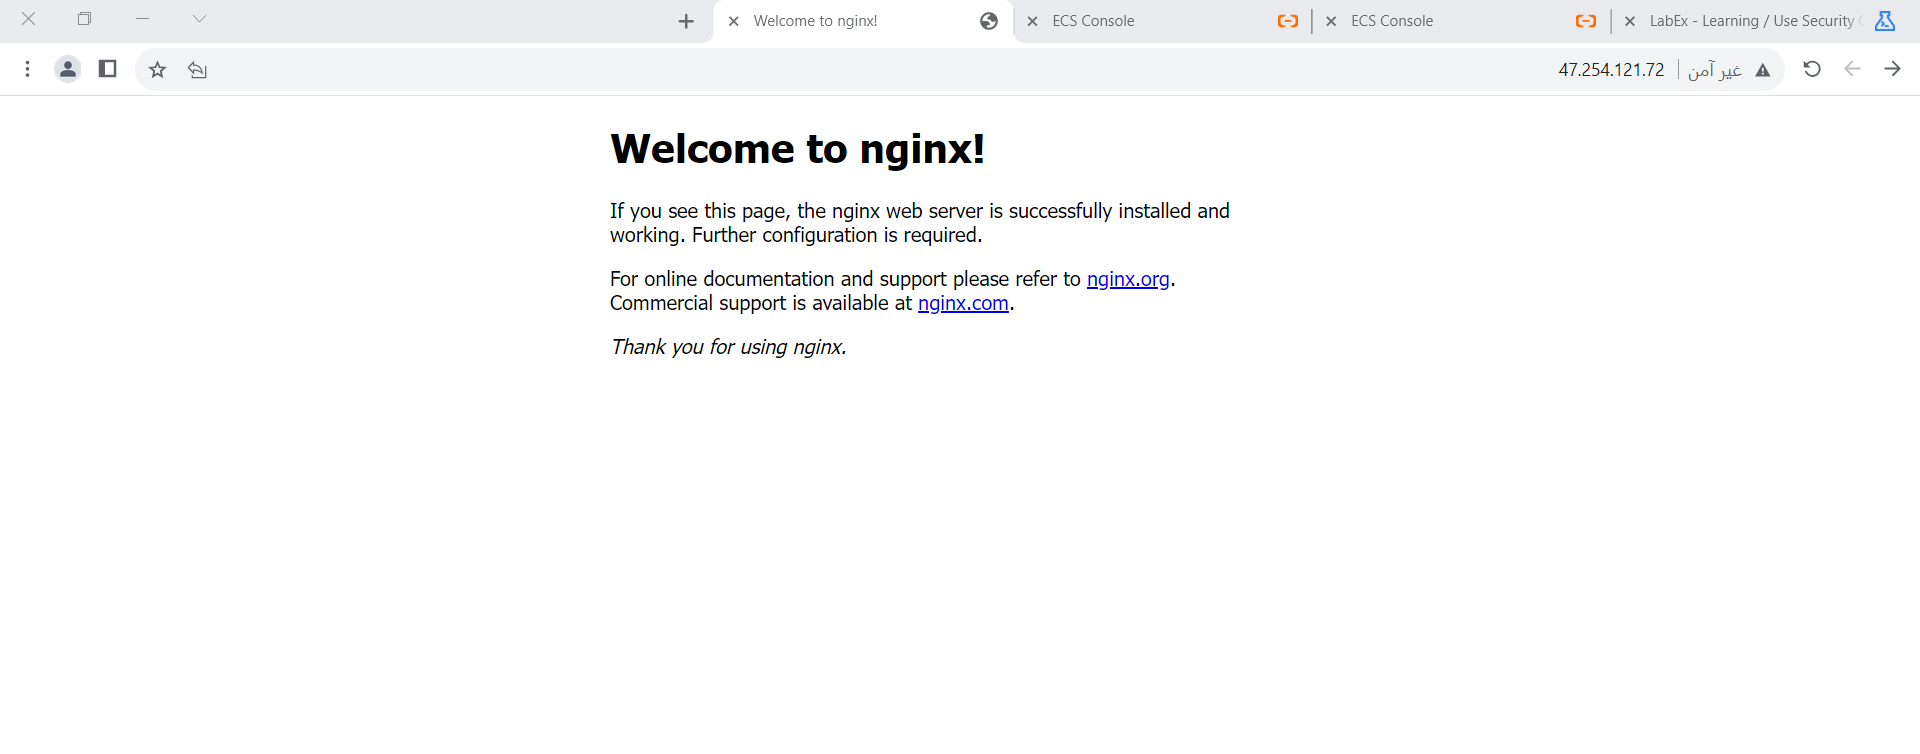 Welcome to nginx!
ECS Console
ECS Console
LabEx - Learning / Use Security
47.254.121.72
غير آمن
Welcome to nginx!
If you see this page, the nginx web server is successfully installed and
working. Further configuration is required.
For online documentation and support please refer to nginx.org.
Commercial support is available at nginx.com.
Thank you for using nginx.